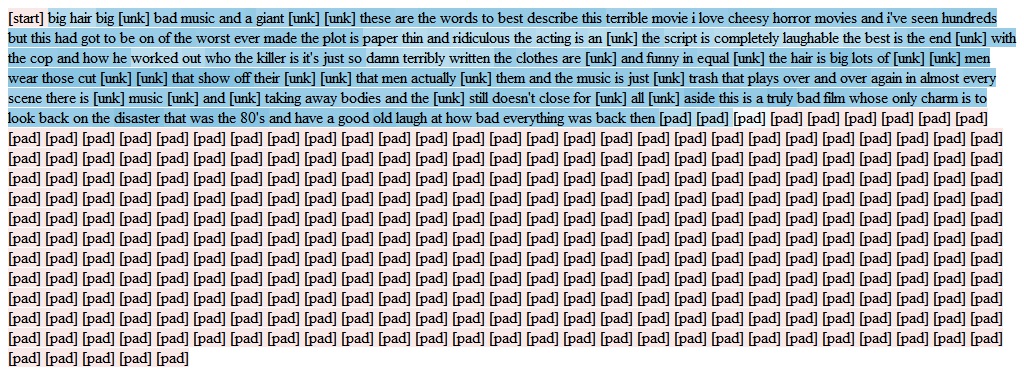 [start] big hair big [unk] bad music and a giant [unk] [unk] these are the words to best describe this terrible movie i love cheesy horror movies and i've seen hundreds
but this had got to be on of the worst ever made the plot is paper thin and ridiculous the acting is an [unk] the script is completely laughable the best is the end [unk] with
the cop and how he worked out who the killer is it's just so damn terribly written the clothes are [unk] and funny in equal [unk] the hair is big lots of [unk] [unk] men
wear those cut [unk] [unk] that show off their [unk] [unk] that men actually [unk] them and the music is just [unk] trash that plays over and over again in almost every
scene there is [unk] music [unk] and [unk] taking away bodies and the [unk] still doesn't close for [unk] all [unk] aside this is a truly bad film whose only charm is to
look back on the disaster that was the 80's and have a good old laugh at how bad everything was back then [pad] [pad] [pad] [pad] [pad] [pad] [pad] [pad] [pad]
[pad] [pad] [pad] [pad] [pad] [pad] [pad] [pad] [pad] [pad] [pad] [pad] [pad] [pad] [pad] [pad] [pad] [pad] [pad] [pad] [pad] [pad] [pad] [pad] [pad] [pad] [pad]
[pad] [pad] [pad] [pad] [pad] [pad] [pad] [pad] [pad] [pad] [pad] [pad] [pad] [pad] [pad] [pad] [pad] [pad] [pad] [pad] [pad] [pad] [pad] [pad] [pad] [pad] [pad]
[pad] [pad] [pad] [pad] [pad] [pad] [pad] [pad] [pad] [pad] [pad] [pad] [pad] [pad] [pad] [pad] [pad] [pad] [pad] [pad] [pad] [pad] [pad] [pad] [pad] [pad] [pad]
[pad] [pad] [pad] [pad] [pad] [pad] [pad] [pad] [pad] [pad] [pad] [pad] [pad] [pad] [pad] [pad] [pad] [pad] [pad] [pad] [pad] [pad] [pad] [pad] [pad] [pad] [pad]
[pad] [pad] [pad] [pad] [pad] [pad] [pad] [pad] [pad] [pad] [pad] [pad] [pad] [pad] [pad] [pad] [pad] [pad] [pad] [pad] [pad] [pad] [pad] [pad] [pad] [pad] [pad]
[pad] [pad] [pad] [pad] [pad] [pad] [pad] [pad] [pad] [pad] [pad] [pad] [pad] [pad] [pad] [pad] [pad] [pad] [pad] [pad] [pad] [pad] [pad] [pad] [pad] [pad] [pad]
[pad] [pad] [pad] [pad] [pad] [pad] [pad] [pad] [pad] [pad] [pad] [pad] [pad] [pad] [pad] [pad] [pad] [pad] [pad] [pad] [pad] [pad] [pad] [pad] [pad] [pad] [pad]
[pad] [pad] [pad] [pad] [pad] [pad] [pad] [pad] [pad] [pad] [pad] [pad] [pad] [pad] [pad] [pad] [pad] [pad] [pad] [pad] [pad] [pad] [pad] [pad] [pad] [pad] [pad]
[pad] [pad] [pad] [pad] [pad] [pad] [pad] [pad] [pad] [pad] [pad] [pad] [pad] [pad] [pad] [pad] [pad] [pad] [pad] [pad] [pad] [pad] [pad] [pad] [pad] [pad] [pad]
[pad] [pad] [pad] [pad] [pad] [pad] [pad] [pad] [pad] [pad] [pad] [pad] [pad] [pad] [pad] [pad] [pad] [pad] [pad] [pad] [pad] [pad] [pad] [pad] [pad] [pad] [pad]
[pad] [pad] [pad] [pad] [pad] [pad] [pad] [pad] [pad] [pad] [pad] [pad] [pad] [pad] [pad] [pad] [pad] [pad] [pad] [pad] [pad] [pad] [pad] [pad] [pad] [pad] [pad]
[pad] [pad] [pad] [pad] [pad]